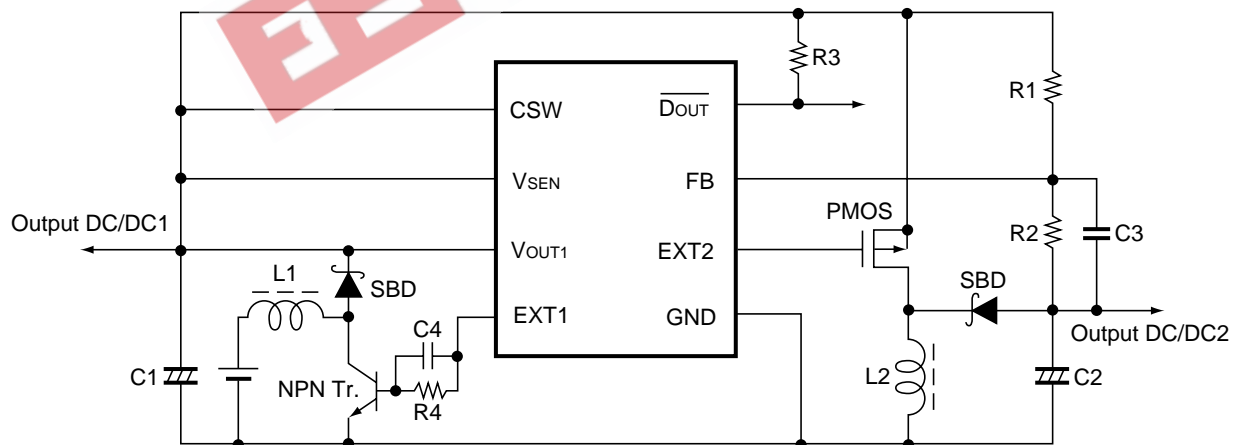 R3
R1
CSW
DOUT
VSEN
FB
PMOS
Output DC/DC1
R2
C3
VOUT1
EXT2
L1
SBD
SBD
EXT1
GND
C4
Output DC/DC2
C1
NPN Tr.
R4
L2
C2